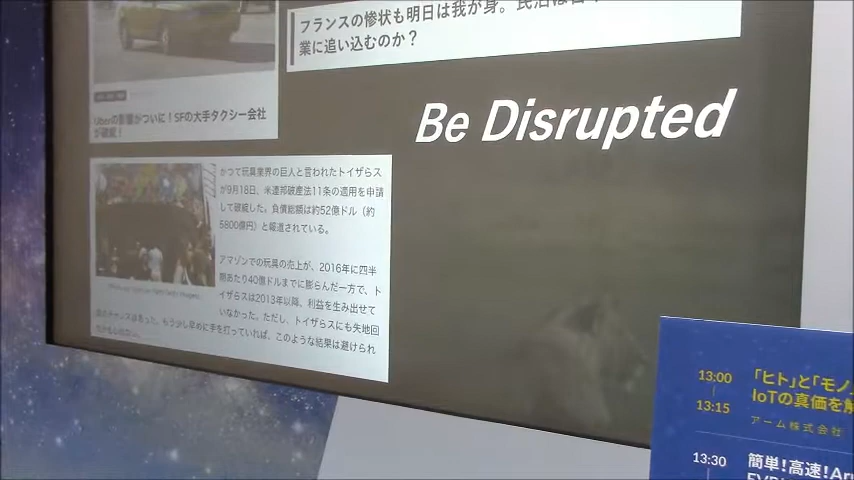 フランスの惨状も明日は我が身。民泊は
業に追い込むのか？
Be Disrupted
Uberの影響がついに！SFの大手タクシー会社
が破綻！
かつて玩具業界の巨人と言われたトイザらス
が9月18日、米連邦破産法11条の適用を申請
して破綻した。負債総額は約52億ドル（約
5800億円）と報道されている。
アマゾンでの玩具の売上が、2016年に四半
期あたり40億ドルまでに膨らんだ一方で、ト
イザらスは2013年以降、利益を生み出せて
いなかった。ただし、トイザらスにも失地回
復のチャンスはあった。もう少し早めに手を打っていれば、このような結果は避けられ
13:00
13:15
「ヒト」と「モノ
IoTの真価を
アーム株式会社
13:30
簡単！高速！Ar